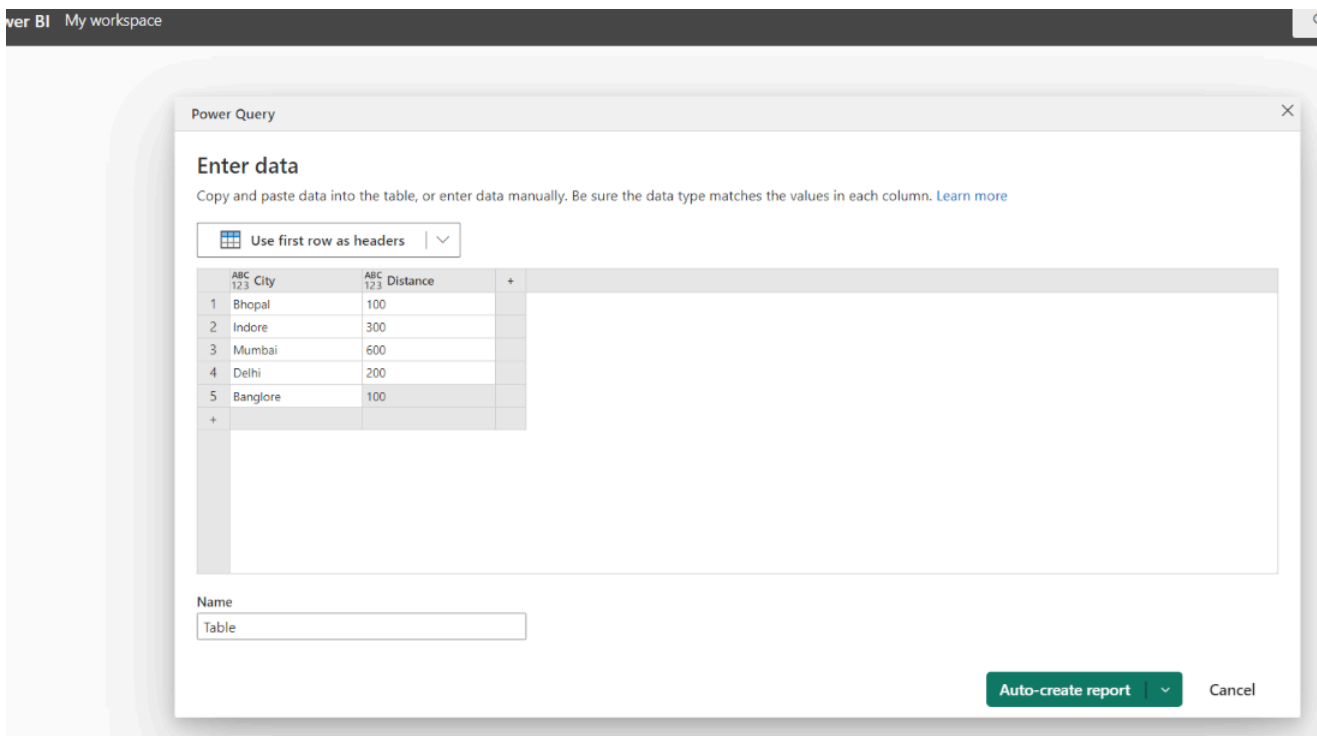 wer BI My workspace
Power Query
Enter data
Copy and paste data into the table, or enter data manually. Be sure the data type matches the values in each column. Learn more
Use first row as headers
ABC 123 City ABC 123 Distance +
1 Bhopal 100
2 Indore 300
3 Mumbai 600
4 Delhi 200
5 Banglore 100
+
Name
Table
Auto-create report Cancel